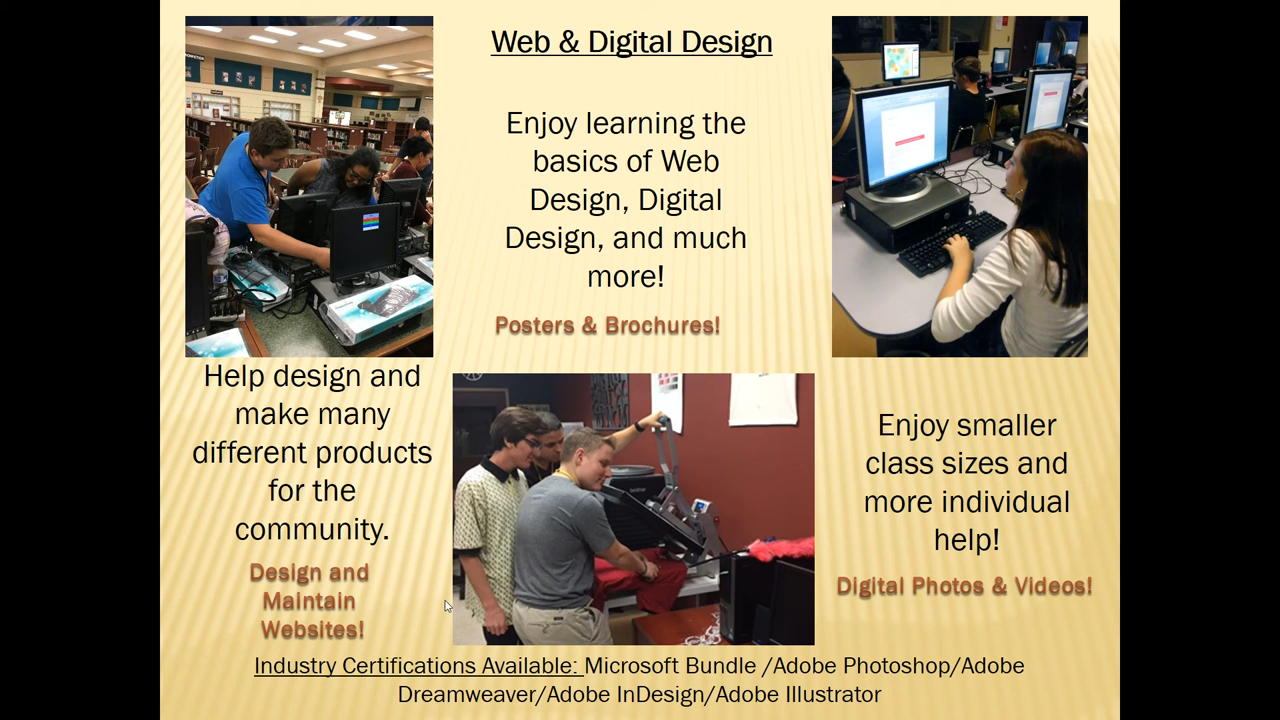 Web & Digital Design
Enjoy learning the
basics of Web
Design, Digital
Design, and much
more!
Posters & Brochures!
Help design and
make many
different products
for the
community.
Design and
Maintain
Websites!
Enjoy smaller
class sizes and
more individual
help!
Digital Photos & Videos!
Industry Certifications Available: Microsoft Bundle /Adobe Photoshop/Adobe
Dreamweaver/Adobe InDesign/Adobe Illustrator